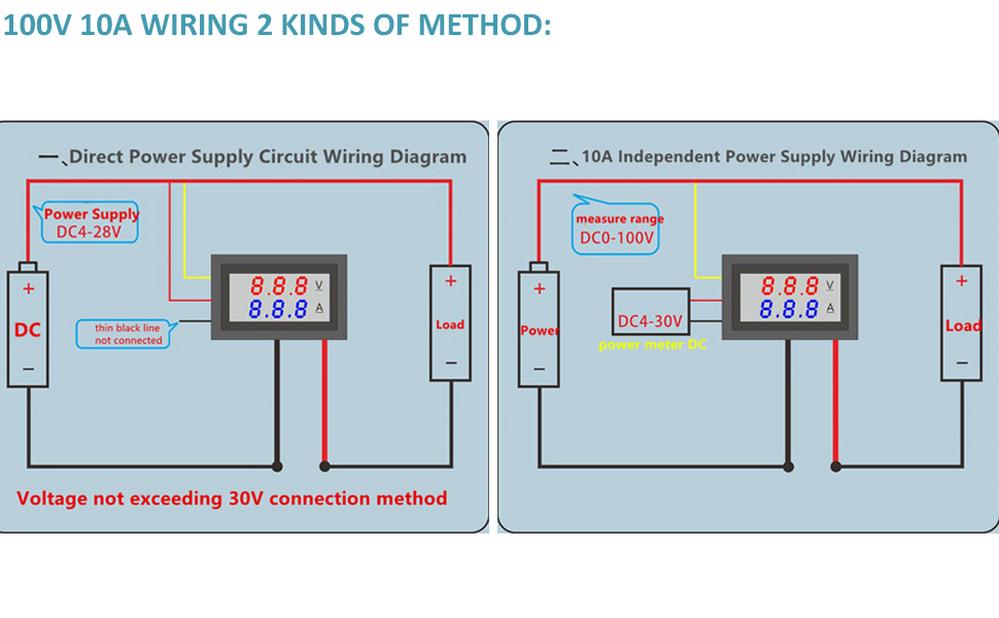 100V 10A WIRING 2 KINDS OF METHOD:
一、Direct Power Supply Circuit Wiring Diagram
Power Supply
DC4-28V
+
DC
−
thin black line
not connected
8.8.8 V
8.8.8 A
+
Load
−
Voltage not exceeding 30V connection method
二、10A Independent Power Supply Wiring Diagram
measure range
DC0-100V
+
Power
−
DC4-30V
power meter DC
8.8.8 V
8.8.8 A
+
Load
−